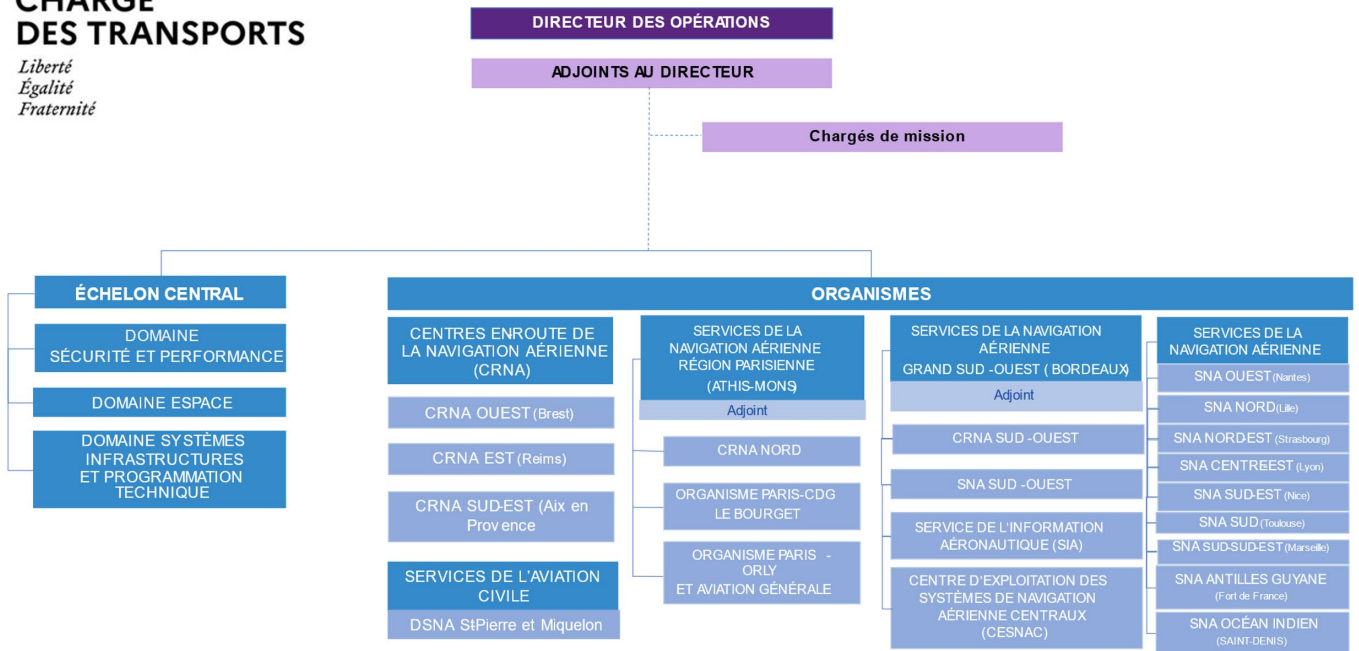 CHARGÉ
DES TRANSPORTS
Liberté
Égalité
Fraternité
DIRECTEUR DES OPÉRATIONS
ADJOINTS AU DIRECTEUR
Chargés de mission
ÉCHELON CENTRAL
DOMAINE
SÉCURITÉ ET PERFORMANCE
DOMAINE ESPACE
DOMAINE SYSTÈMES
INFRASTRUCTURES
ET PROGRAMMATION
TECHNIQUE
ORGANISMES
CENTRES ENROUTE DE
LA NAVIGATION AÉRIENNE
(CRNA)
CRNA OUEST (Brest)
CRNA EST (Reims)
CRNA SUD-EST (Aix en
Provence
SERVICES DE L'AVIATION
CIVILE
DSNA St-Pierre et Miquelon
SERVICES DE LA
NAVIGATION AÉRIENNE
RÉGION PARISIENNE
(ATHIS-MONS)
Adjoint
CRNA NORD
ORGANISME PARIS-CDG
LE BOURGET
ORGANISME PARIS -
ORLY
ET AVIATION GÉNÉRALE
SERVICES DE LA NAVIGATION
AÉRIENNE
GRAND SUD -OUEST ( BORDEAUX)
Adjoint
CRNA SUD -OUEST
SNA SUD -OUEST
SERVICE DE L'INFORMATION
AÉRONAUTIQUE (SIA)
CENTRE D'EXPLOITATION DES
SYSTÈMES DE NAVIGATION
AÉRIENNE CENTRAUX
(CESNAC)
SERVICES DE LA
NAVIGATION AÉRIENNE
SNA OUEST (Nantes)
SNA NORD (Lille)
SNA NORD-EST (Strasbourg)
SNA CENTREEST (Lyon)
SNA SUD-EST (Nice)
SNA SUD (Toulouse)
SNA SUD-SUD-EST (Marseille)
SNA ANTILLES GUYANE
(Fort de France)
SNA OCÉAN INDIEN
(SAINT-DENIS)